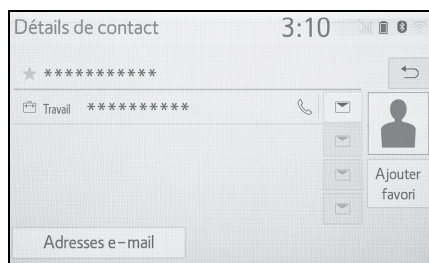 Détails de contact 3:10
***********
Travail **********
Ajouter
favori
Adresses e-mail